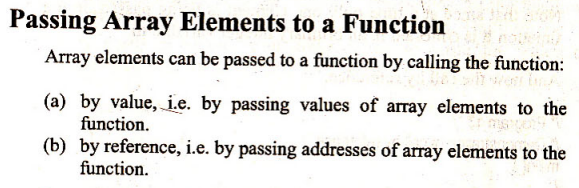 Passing Array Elements to a Function
Array elements can be passed to a function by calling the function:
(a) by value, i.e. by passing values of array elements to the
function.
(b) by reference, i.e. by passing addresses of array elements to the
function.